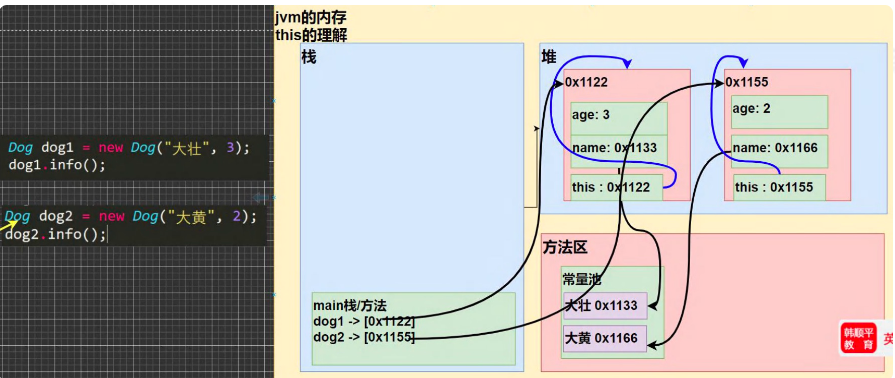 Dog dog1 = new Dog("大壮", 3);
dog1.info();
Dog dog2 = new Dog("大黄", 2);
dog2.info();
jvm的内存
this的理解
栈
main栈/方法
dog1 -> [0x1122]
dog2 -> [0x1155]
堆
0x1122
age: 3
name: 0x1133
this : 0x1122
0x1155
age: 2
name: 0x1166
this : 0x1155
方法区
常量池
大壮 0x1133
大黄 0x1166
韩顺平
教育
英